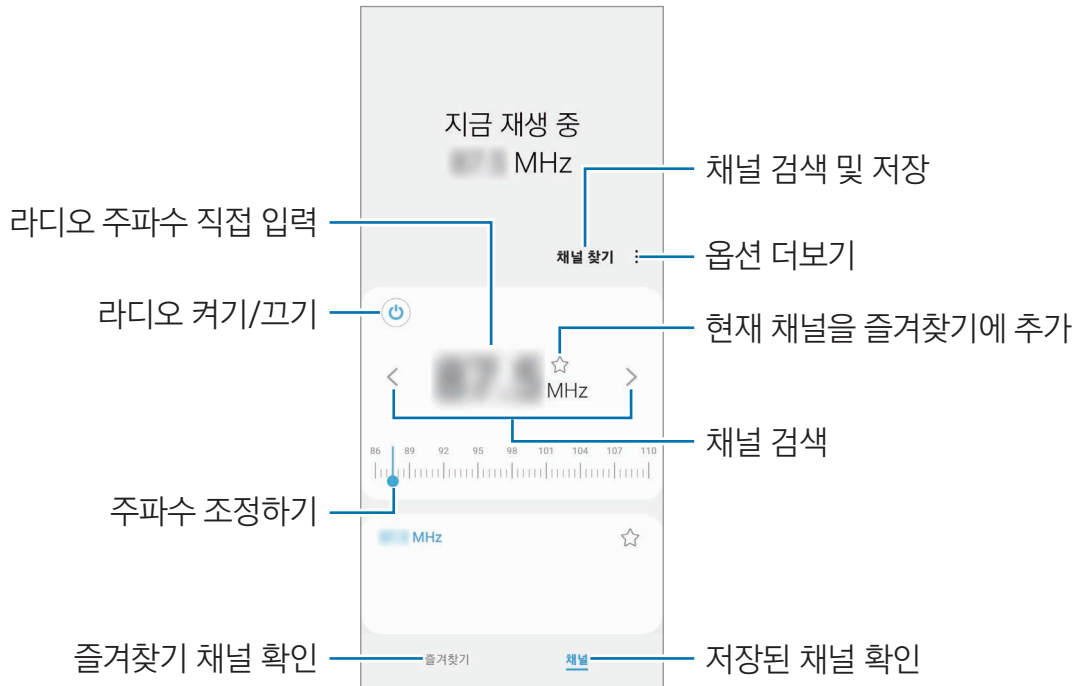 지금 재생 중
MHz
채널 검색 및 저장
라디오 주파수 직접 입력
채널 찾기
옵션 더보기
라디오 켜기/끄기
현재 채널을 즐겨찾기에 추가
MHz
채널 검색
86 89 92 95 98 101 104 107 110
주파수 조정하기
MHz
즐겨찾기 채널 확인
즐겨찾기
채널
저장된 채널 확인